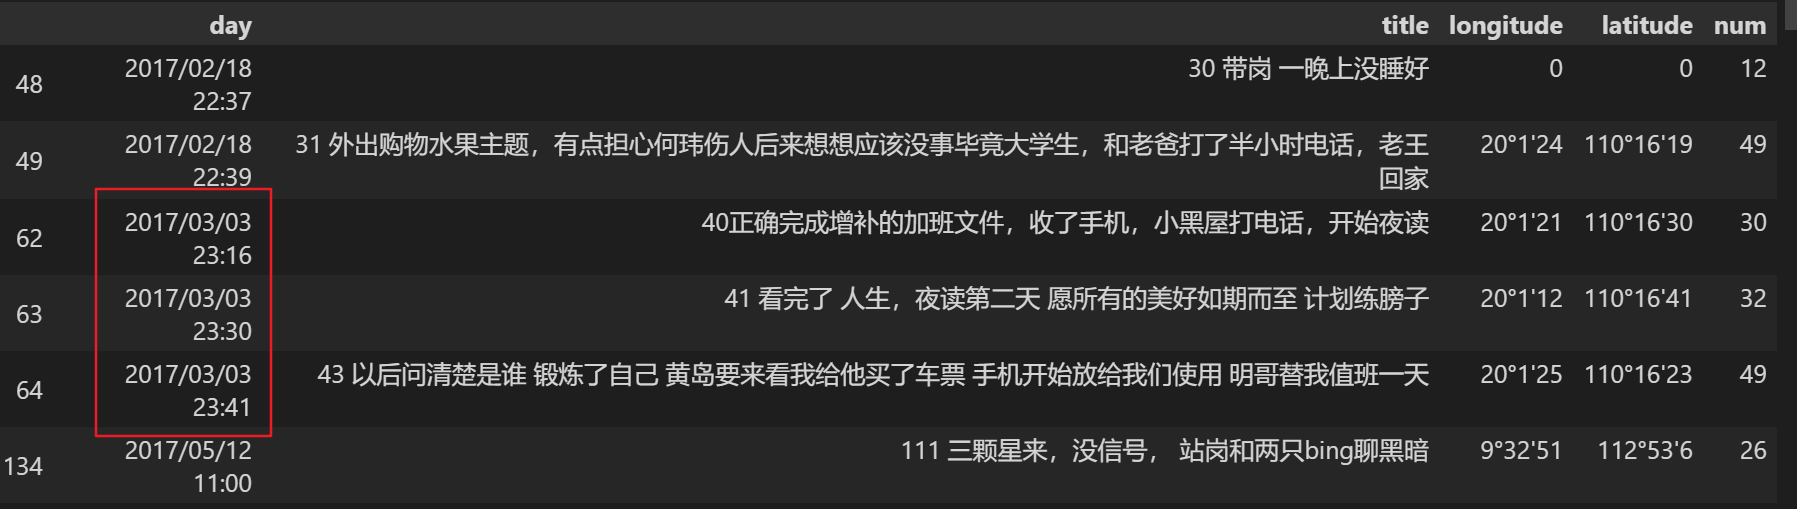 day title longitude latitude num
48 2017/02/18 22:37 30 带岗 一晚上没睡好 0 0 12
49 2017/02/18 22:39 31 外出购物水果主题，有点担心何玮伤人后来想想应该没事毕竟大学生，和老爸打了半小时电话，老王回家 20°1'24 110°16'19 49
62 2017/03/03 23:16 40正确完成增补的加班文件，收了手机，小黑屋打电话，开始夜读 20°1'21 110°16'30 30
63 2017/03/03 23:30 41 看完了 人生，夜读第二天 愿所有的美好如期而至 计划练膀子 20°1'12 110°16'41 32
64 2017/03/03 23:41 43 以后问清楚是谁 锻炼了自己 黄岛要来看我给他买了车票 手机开始放给我们使用 明哥替我值班一天 20°1'25 110°16'23 49
134 2017/05/12 11:00 111 三颗星来，没信号， 站岗和两只bing聊黑暗 9°32'51 112°53'6 26